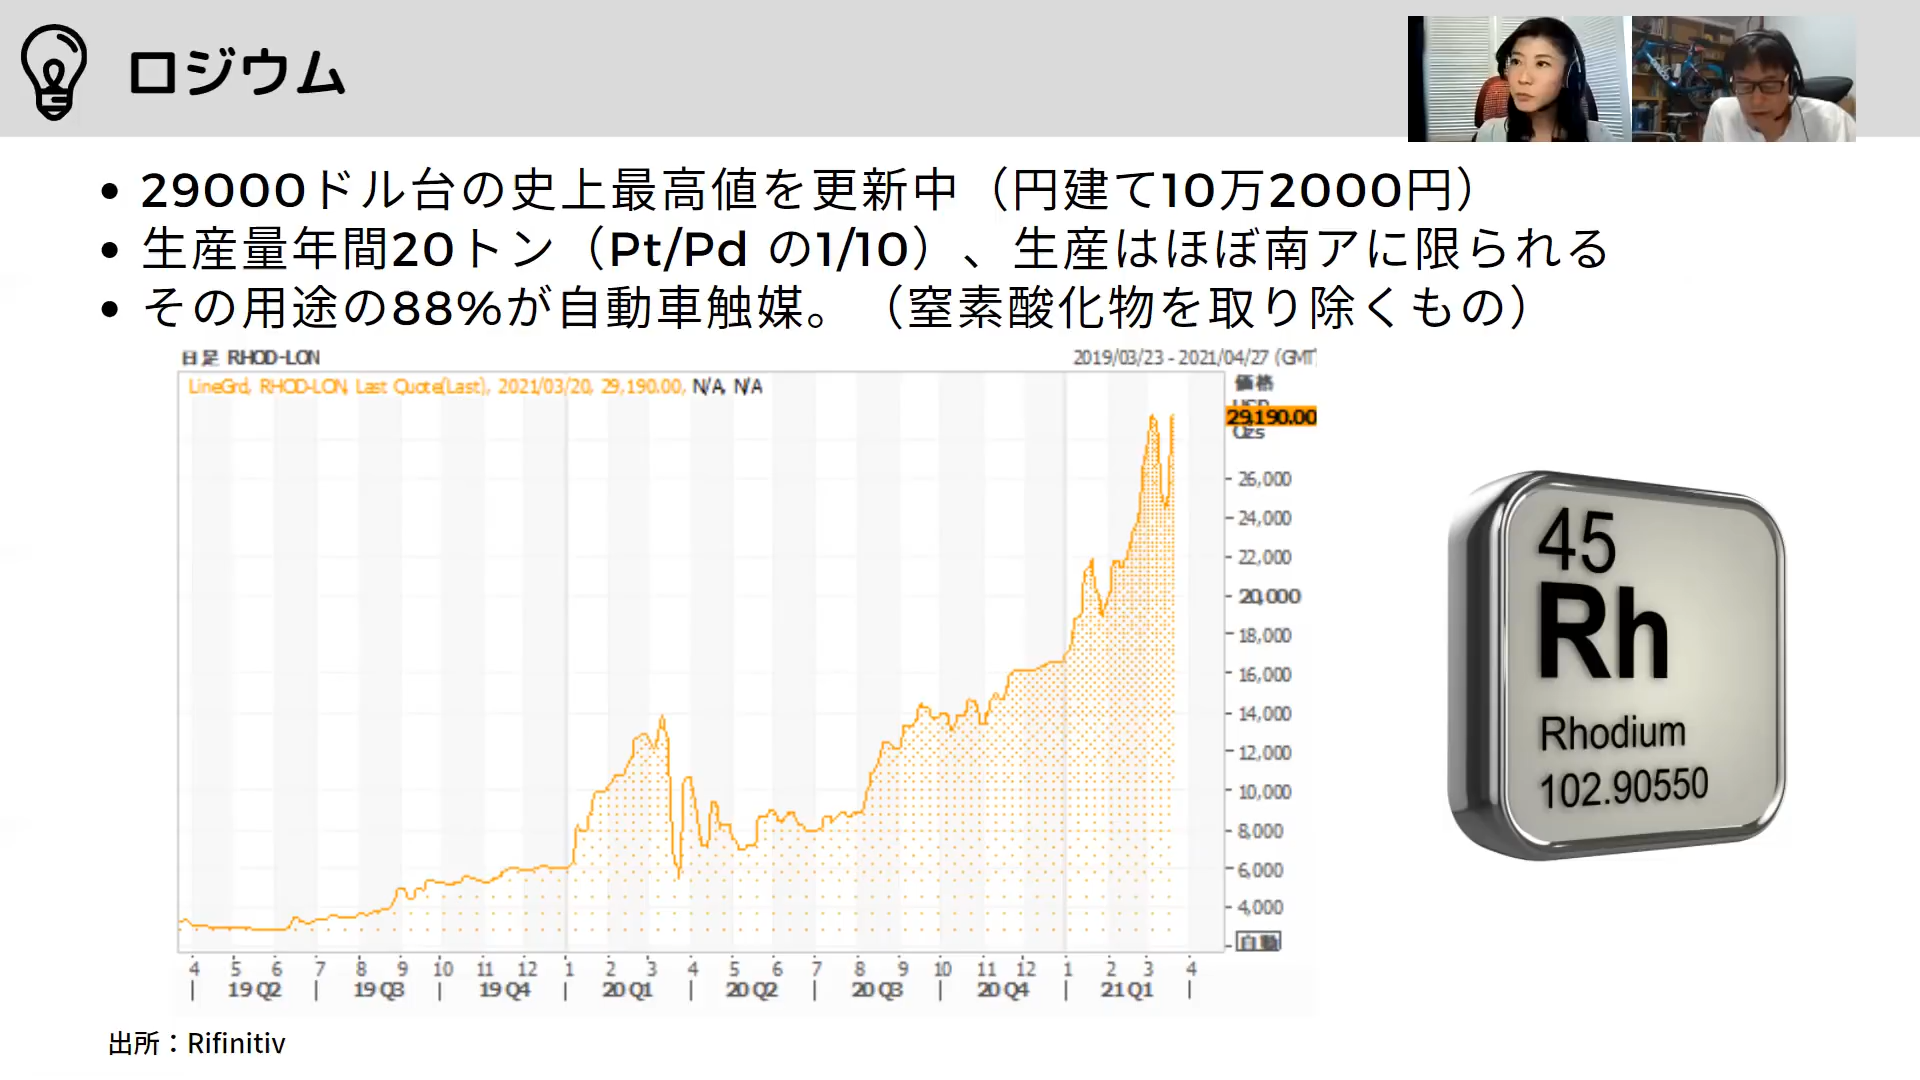 ロジウム
29000ドル台の史上最高値を更新中（円建て10万2000円）
生産量年間20トン（Pt/Pd の1/10）、生産はほぼ南アに限られる
その用途の88%が自動車触媒。（窒素酸化物を取り除くもの）
日足 RHOD-LON
2019/03/23 - 2021/04/27 (GMT
LineGrd, RHOD-LON, Last Quote(Last), 2021/03/20, 29,190.00, N/A, N/A
価格
USD
29,190.00
Ozs
26,000
24,000
22,000
20,000
18,000
16,000
14,000
12,000
10,000
8,000
6,000
4,000
自動
4 5 6 7 8 9 10 11 12 1 2 3 4 5 6 7 8 9 10 11 12 1 2 3 4
19 Q2 19 Q3 19 Q4 20 Q1 20 Q2 20 Q3 20 Q4 21 Q1
45
Rh
Rhodium
102.90550
出所：Rifinitiv